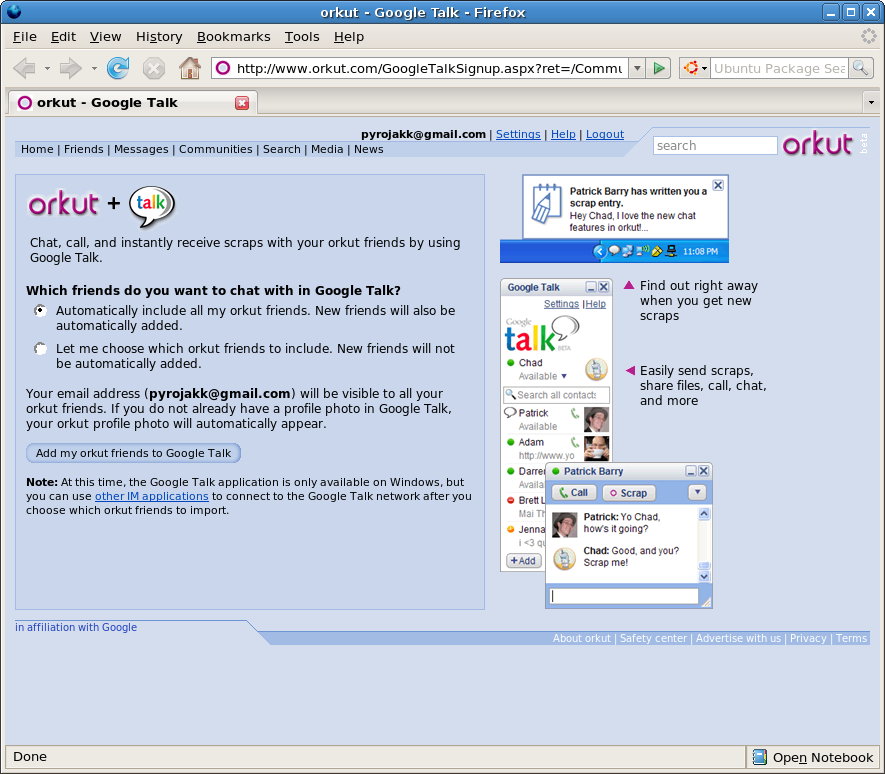 orkut - Google Talk - Firefox
File Edit View History Bookmarks Tools Help
http://www.orkut.com/GoogleTalkSignup.aspx?ret=/Commu
Ubuntu Package Sea
orkut - Google Talk
pyrojakk@gmail.com | Settings | Help | Logout
Home | Friends | Messages | Communities | Search | Media | News
search
orkut beta
orkut + talk
Chat, call, and instantly receive scraps with your orkut friends by using
Google Talk.
Which friends do you want to chat with in Google Talk?
Automatically include all my orkut friends. New friends will also be
automatically added.
Let me choose which orkut friends to include. New friends will not
be automatically added.
Your email address (pyrojakk@gmail.com) will be visible to all your
orkut friends. If you do not already have a profile photo in Google Talk,
your orkut profile photo will automatically appear.
Add my orkut friends to Google Talk
Note: At this time, the Google Talk application is only available on Windows, but
you can use other IM applications to connect to the Google Talk network after you
choose which orkut friends to import.
Patrick Barry has written you a
scrap entry.
Hey Chad, I love the new chat
features in orkut!...
11:08 PM
Google Talk
Settings | Help
Google
talk
BETA
Chad
Available
Search all contacts
Patrick
Available
Adam
http://www.yo
Darren
Brett L
Mai Th
Jenna
i <3 qu
+Add
Patrick Barry
Call Scrap
Patrick: Yo Chad,
how's it going?
Chad: Good, and you?
Scrap me!
Find out right away
when you get new
scraps
Easily send scraps,
share files, call, chat,
and more
in affiliation with Google
About orkut | Safety center | Advertise with us | Privacy | Terms
Done
Open Notebook